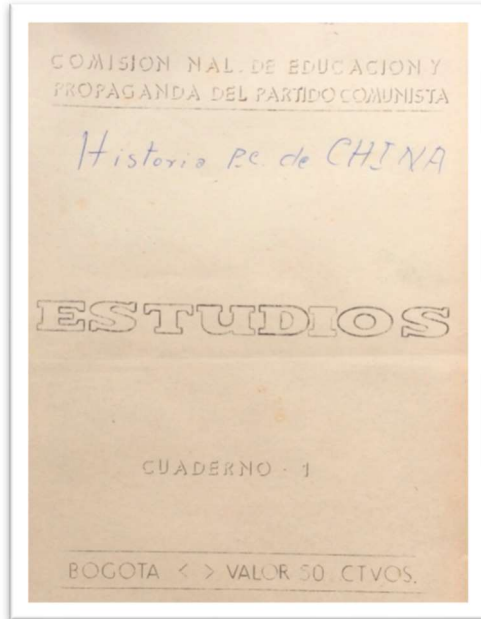 COMISION NAL. DE EDUCACION Y
PROPAGANDA DEL PARTIDO COMUNISTA
Historia P.C. de CHINA
ESTUDIOS
CUADERNO - 1
BOGOTA < > VALOR 50 CTVOS.